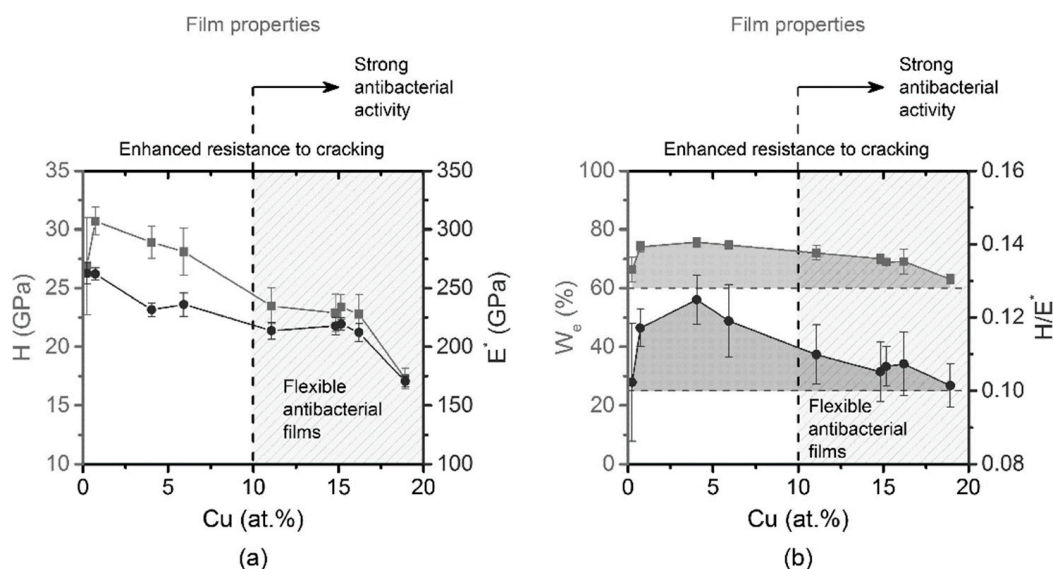 Film properties
Strong
antibacterial
activity
Enhanced resistance to cracking
35
30
25
20
15
10
H (GPa)
350
300
250
200
150
100
E* (GPa)
Flexible
antibacterial
films
0
5
10
15
20
Cu (at.%)
(a)
Film properties
Strong
antibacterial
activity
Enhanced resistance to cracking
100
80
60
40
20
0
We (%)
0.16
0.14
0.12
0.10
0.08
H/E*
Flexible
antibacterial
films
0
5
10
15
20
Cu (at.%)
(b)